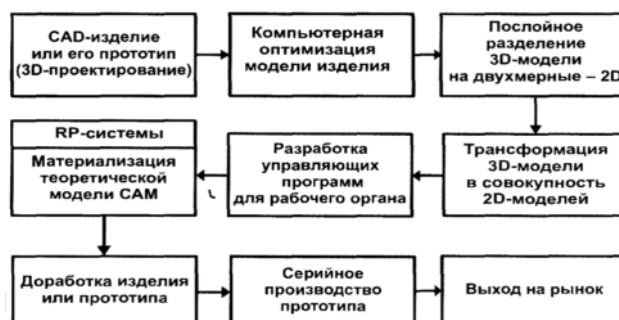 CAD-изделие
или его прототип
(3D-проектирование)
Компьютерная
оптимизация
модели изделия
Послойное
разделение
3D-модели
на двухмерные – 2D
Трансформация
3D-модели
в совокупность
2D-моделей
Разработка
управляющих
программ
для рабочего органа
RP-системы
Материализация
теоретической
модели CAM
Доработка изделия
или прототипа
Серийное
производство
прототипа
Выход на рынок